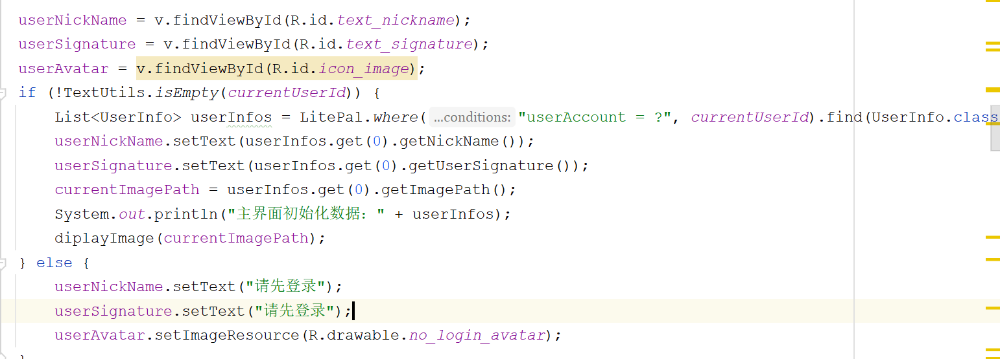 userNickName = v.findViewById(R.id.text_nickname);
userSignature = v.findViewById(R.id.text_signature);
userAvatar = v.findViewById(R.id.icon_image);
if (!TextUtils.isEmpty(currentUserId)) {
List<UserInfo> userInfos = LitePal.where( ...conditions: "userAccount = ?", currentUserId).find(UserInfo.class
userNickName.setText(userInfos.get(0).getNickName());
userSignature.setText(userInfos.get(0).getUserSignature());
currentImagePath = userInfos.get(0).getImagePath();
System.out.println("主界面初始化数据：" + userInfos);
diplayImage(currentImagePath);
} else {
userNickName.setText("请先登录");
userSignature.setText("请先登录");
userAvatar.setImageResource(R.drawable.no_login_avatar);
}